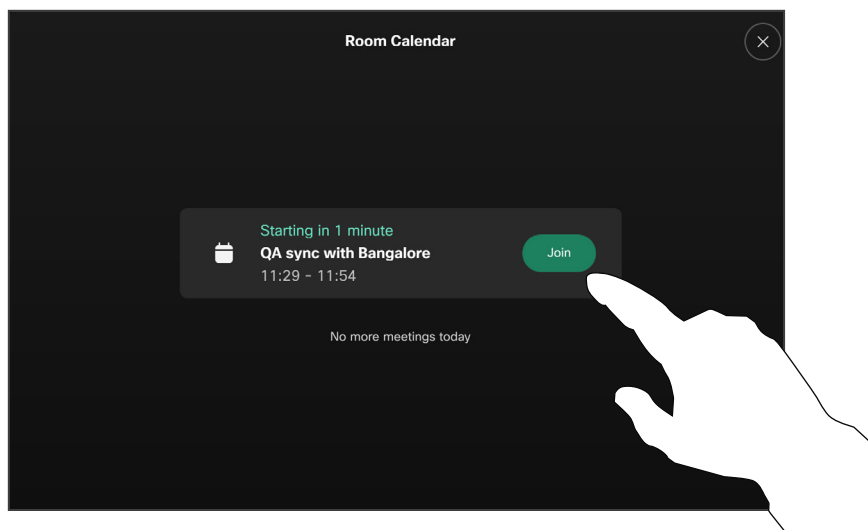 Room Calendar
Starting in 1 minute
QA sync with Bangalore
11:29 - 11:54
Join
No more meetings today